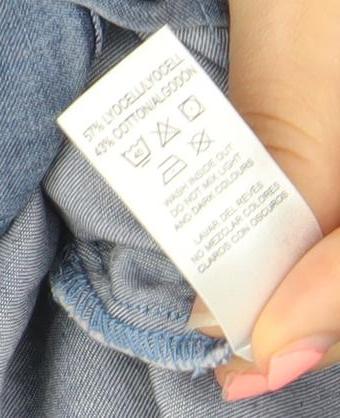 57% LYOCELL/LYOCELL
43% COTTON/ALGODÓN
40
WASH INSIDE OUT
DO NOT MIX LIGHT
AND DARK COLOURS
LAVAR DEL REVÉS
NO MEZCLAR COLORES
CLAROS CON OSCUROS